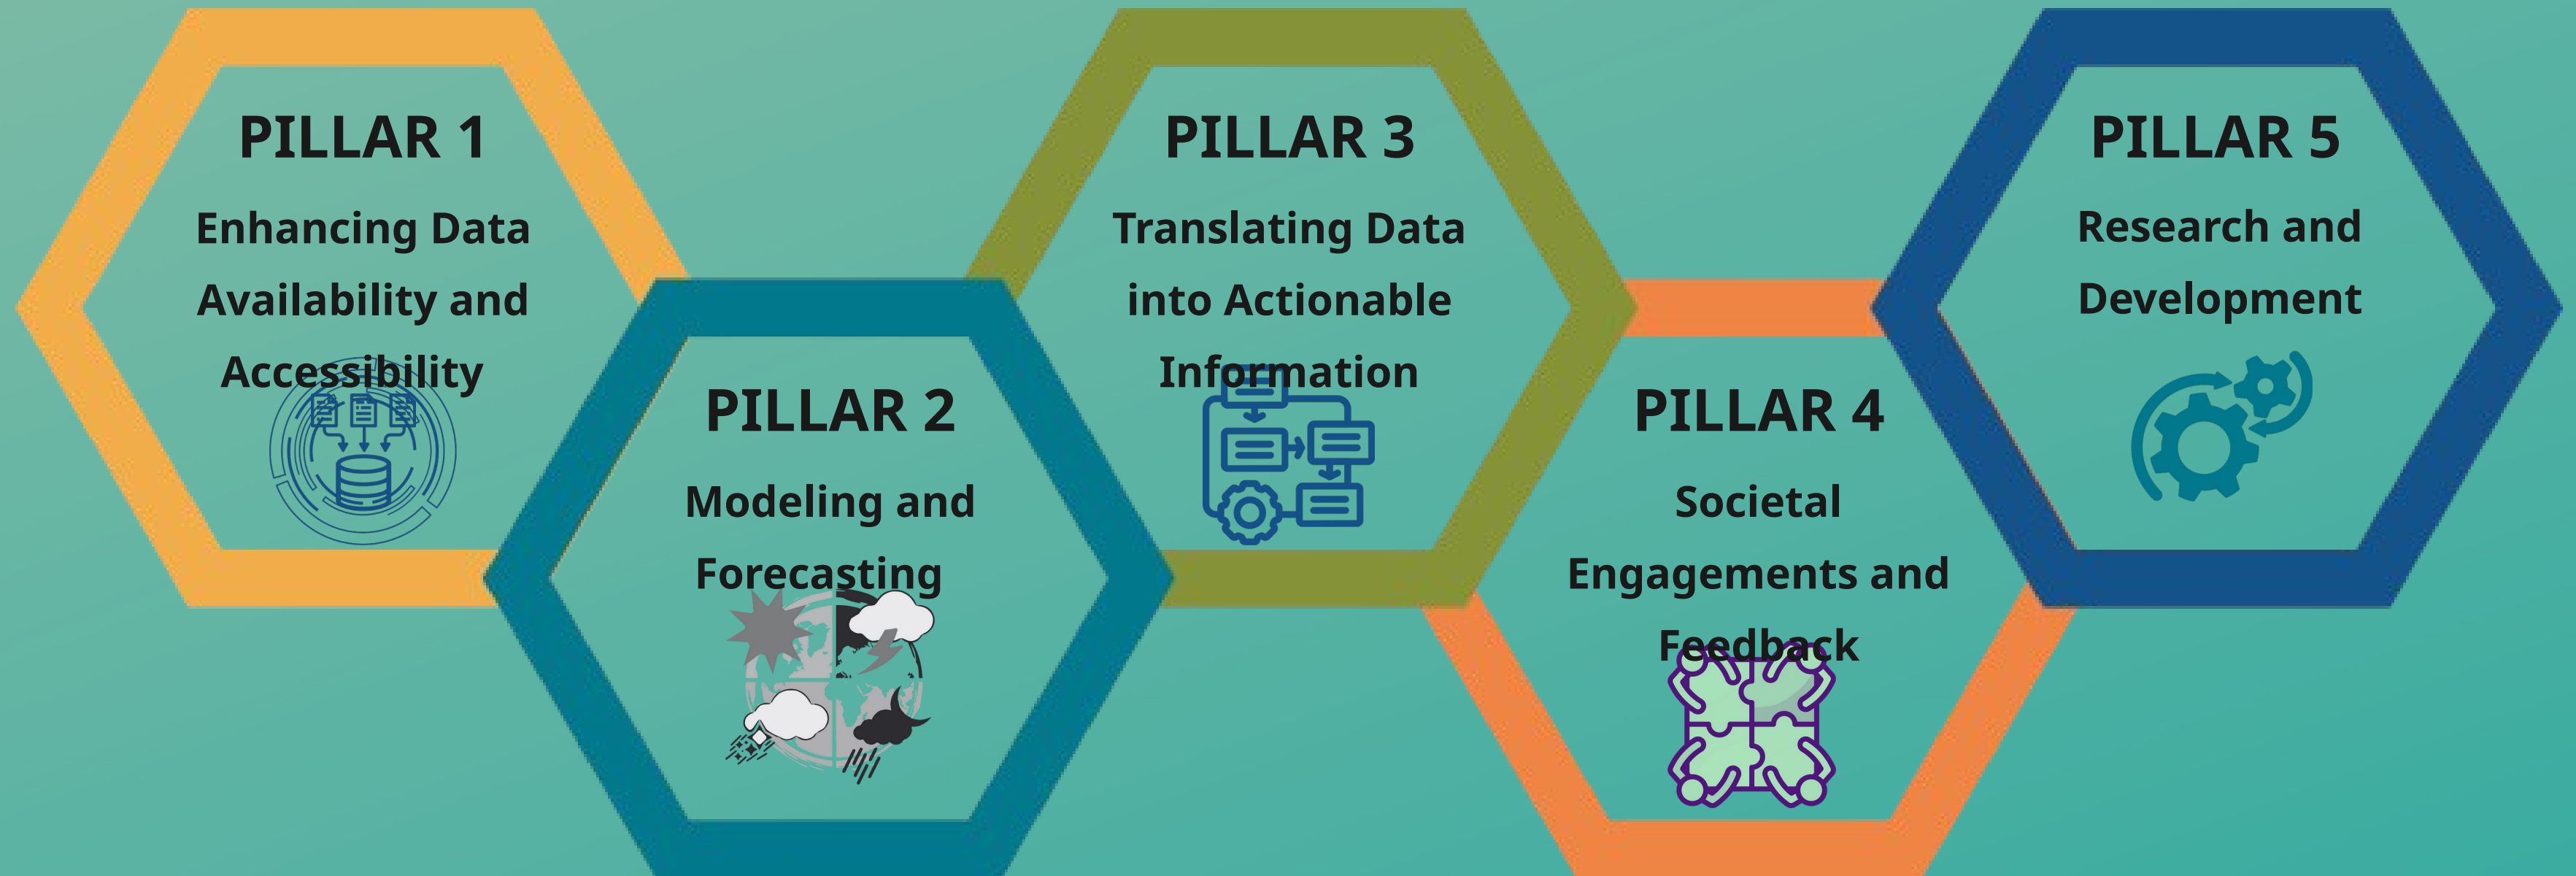 PILLAR 1
Enhancing Data
Availability and
Accessibility
PILLAR 2
Modeling and
Forecasting
PILLAR 3
Translating Data
into Actionable
Information
PILLAR 4
Societal
Engagements and
Feedback
PILLAR 5
Research and
Development